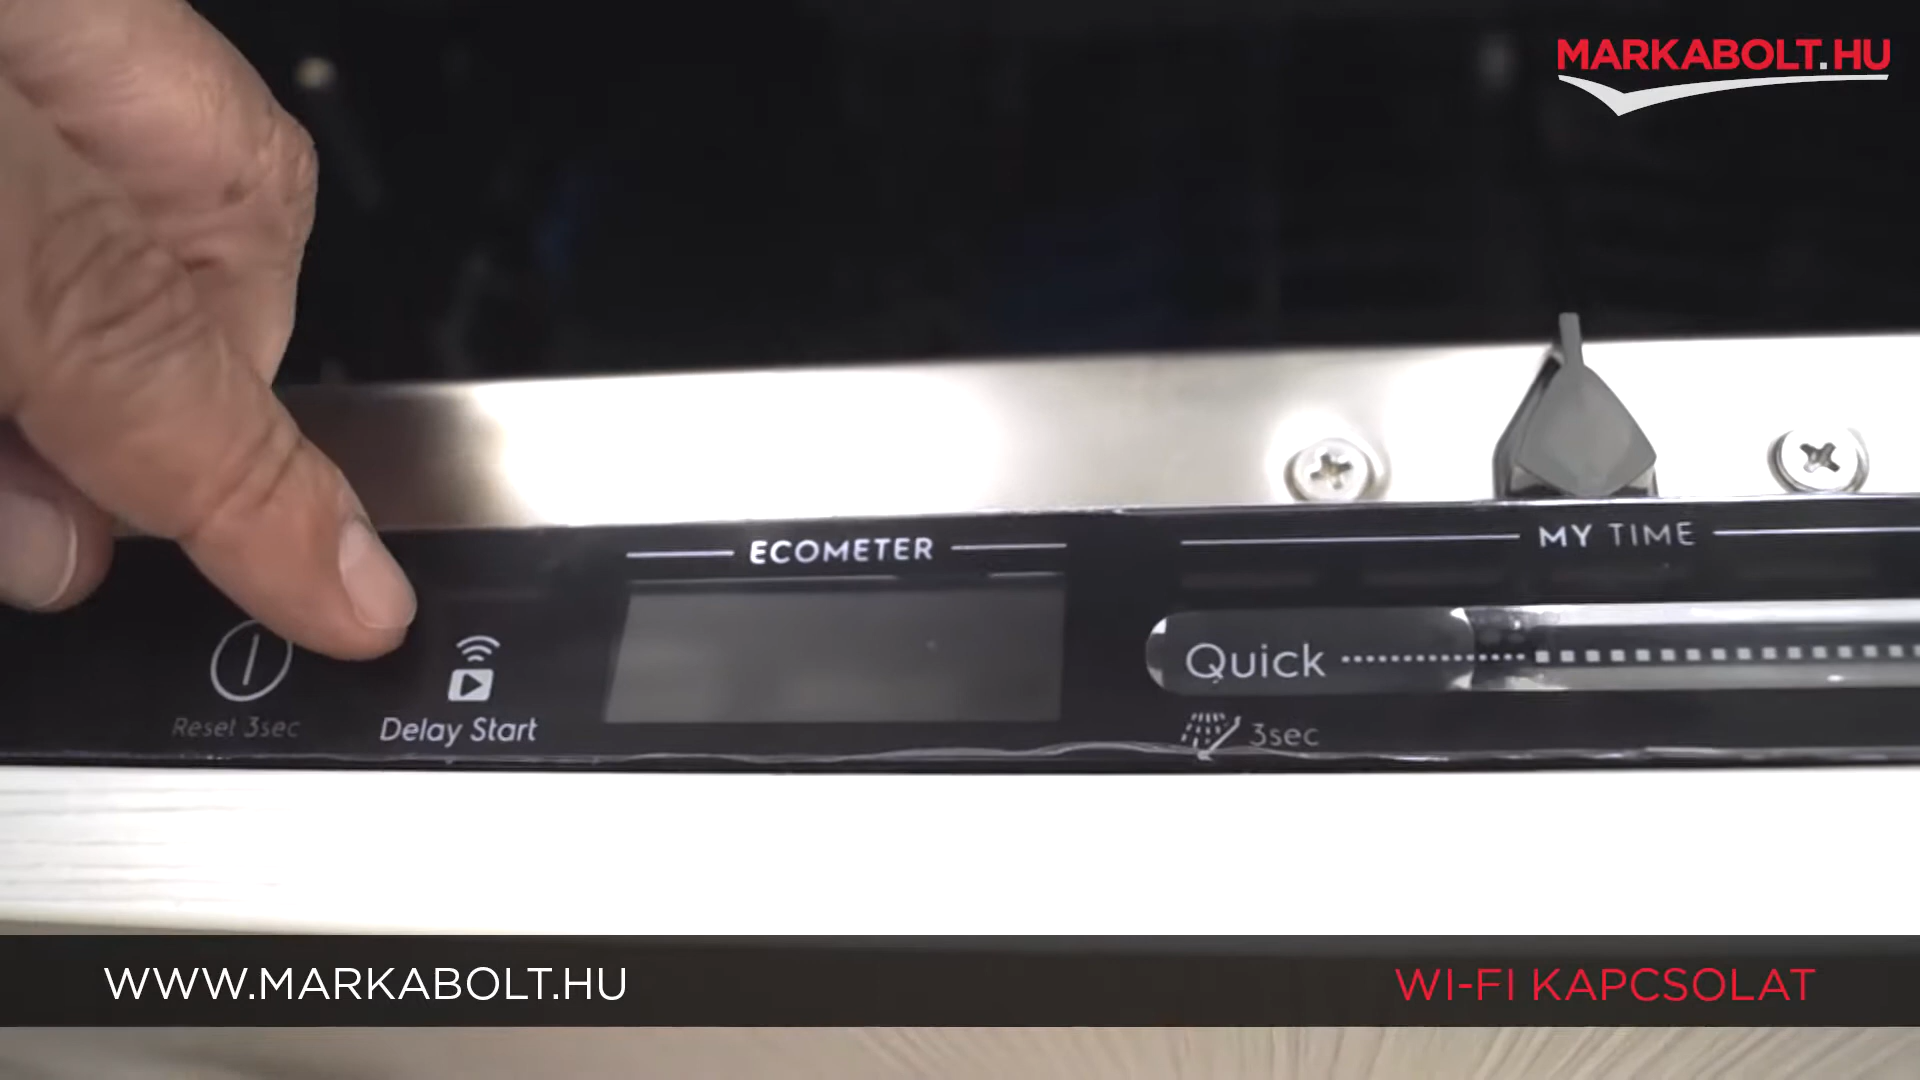 MARKABOLT.HU
ECOMETER
MY TIME
Quick
Reset 3sec
Delay Start
3sec
WWW.MARKABOLT.HU
WI-FI KAPCSOLAT